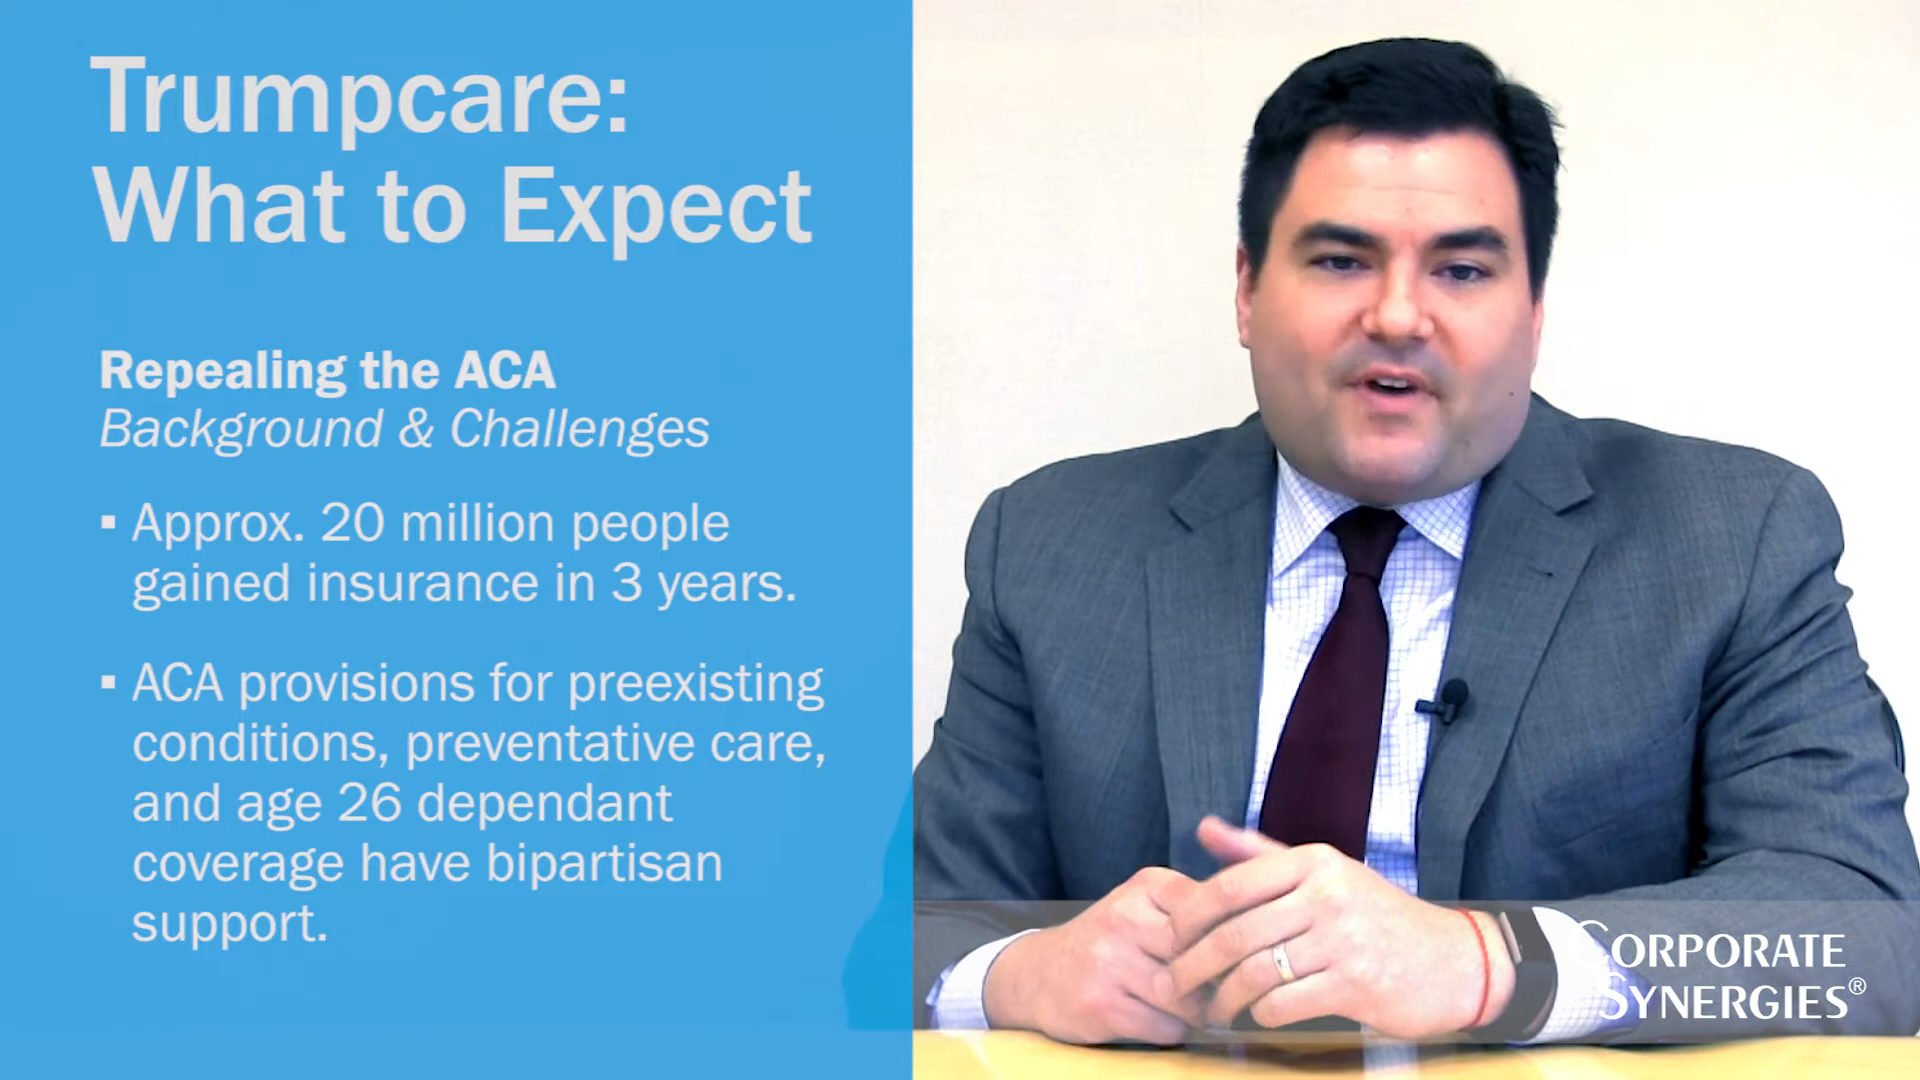 Trumpcare:
What to Expect
Repealing the ACA
Background & Challenges
▪ Approx. 20 million people
gained insurance in 3 years.
▪ ACA provisions for preexisting
conditions, preventative care,
and age 26 dependant
coverage have bipartisan
support.
CORPORATE
SYNERGIES®